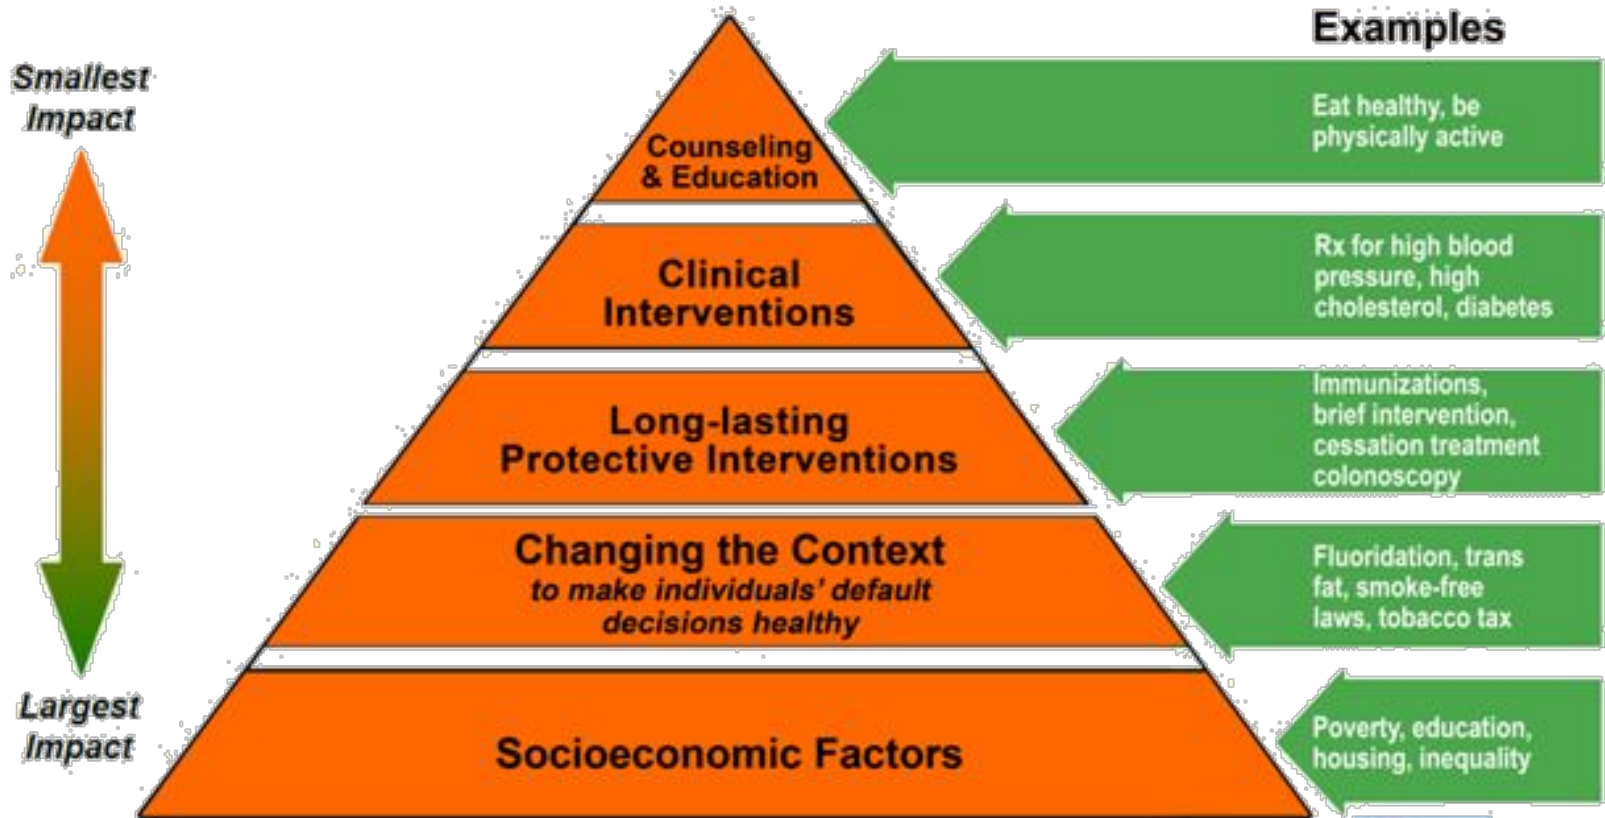 Examples
Smallest
Impact
Eat healthy, be
physically active
Counseling
& Education
Rx for high blood
pressure, high
cholesterol, diabetes
Clinical
Interventions
Immunizations,
brief intervention,
cessation treatment
colonoscopy
Long-lasting
Protective Interventions
Changing the Context
to make individuals’ default
decisions healthy
Fluoridation, trans
fat, smoke-free
laws, tobacco tax
Largest
Impact
Socioeconomic Factors
Poverty, education,
housing, inequality